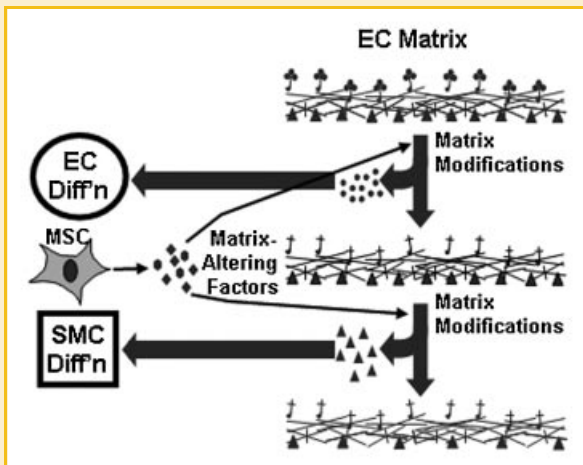 EC Matrix
Matrix
Modifications
EC
Diff'n
MSC
Matrix-
Altering
Factors
Matrix
Modifications
SMC
Diff'n